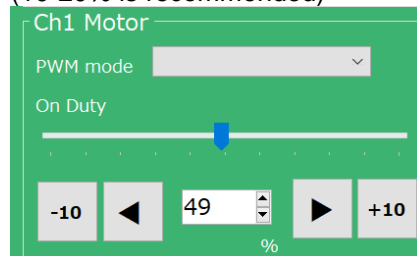 Ch1 Motor
PWM mode
On Duty
-10 ◀ 49 ▶ +10
%